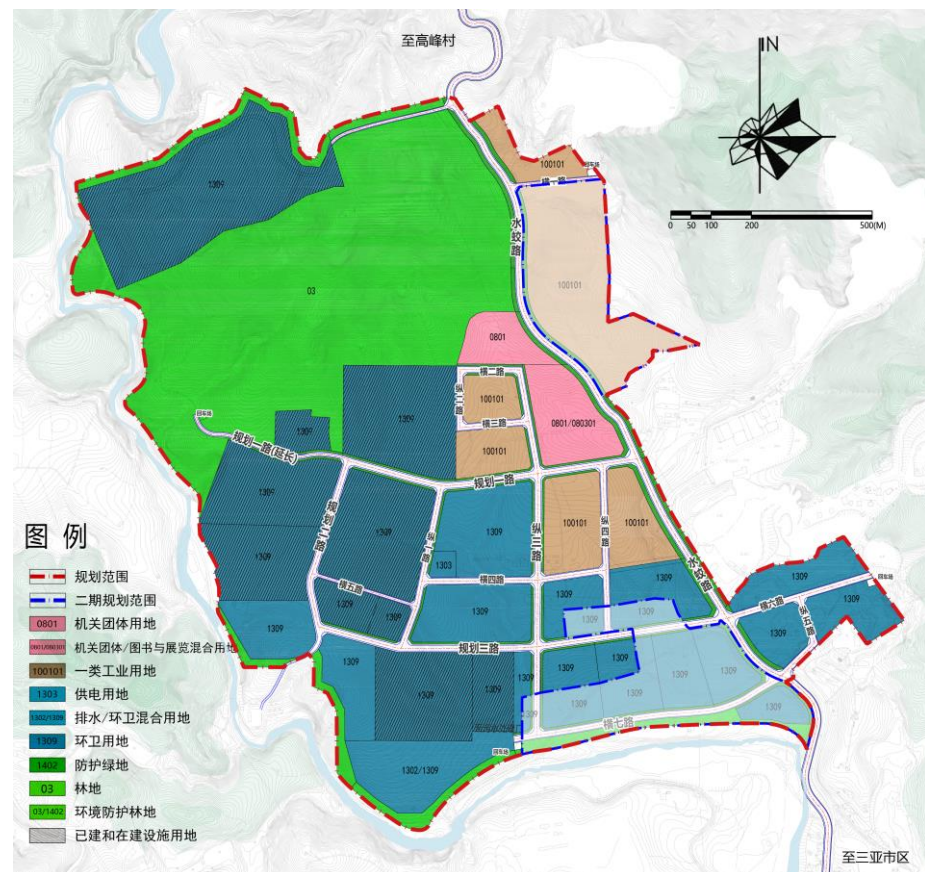 至高峰村
N
100101
回车场
横一路
1309
水蛟路
0 50 100 200 500(M)
100101
03
0801
横二路
纵二路
100101
1309
0801/080301
回车场
横三路
1309
规划一路(延长)
100101
规划一路
1309
规划二路
1309
纵一路
1309
纵三路
100101
纵四路
100101
1303
水蛟路
1309
1309
横五路
横四路
1309
横六路
回车场
1309
1309
1309
1309
1309
1309
1309
纵五路
1309
规划三路
1309
1309
1309
1309
1309
1309
1309
1309
1309
1309
1309
1309
横七路
回车场
1302/1309
图 例
规划范围
二期规划范围
0801 机关团体用地
0801/080301 机关团体/图书与展览混合用地
100101 一类工业用地
1303 供电用地
1302/1309 排水/环卫混合用地
1309 环卫用地
1402 防护绿地
03 林地
03/1402 环境防护林地
已建和在建设施用地
至三亚市区